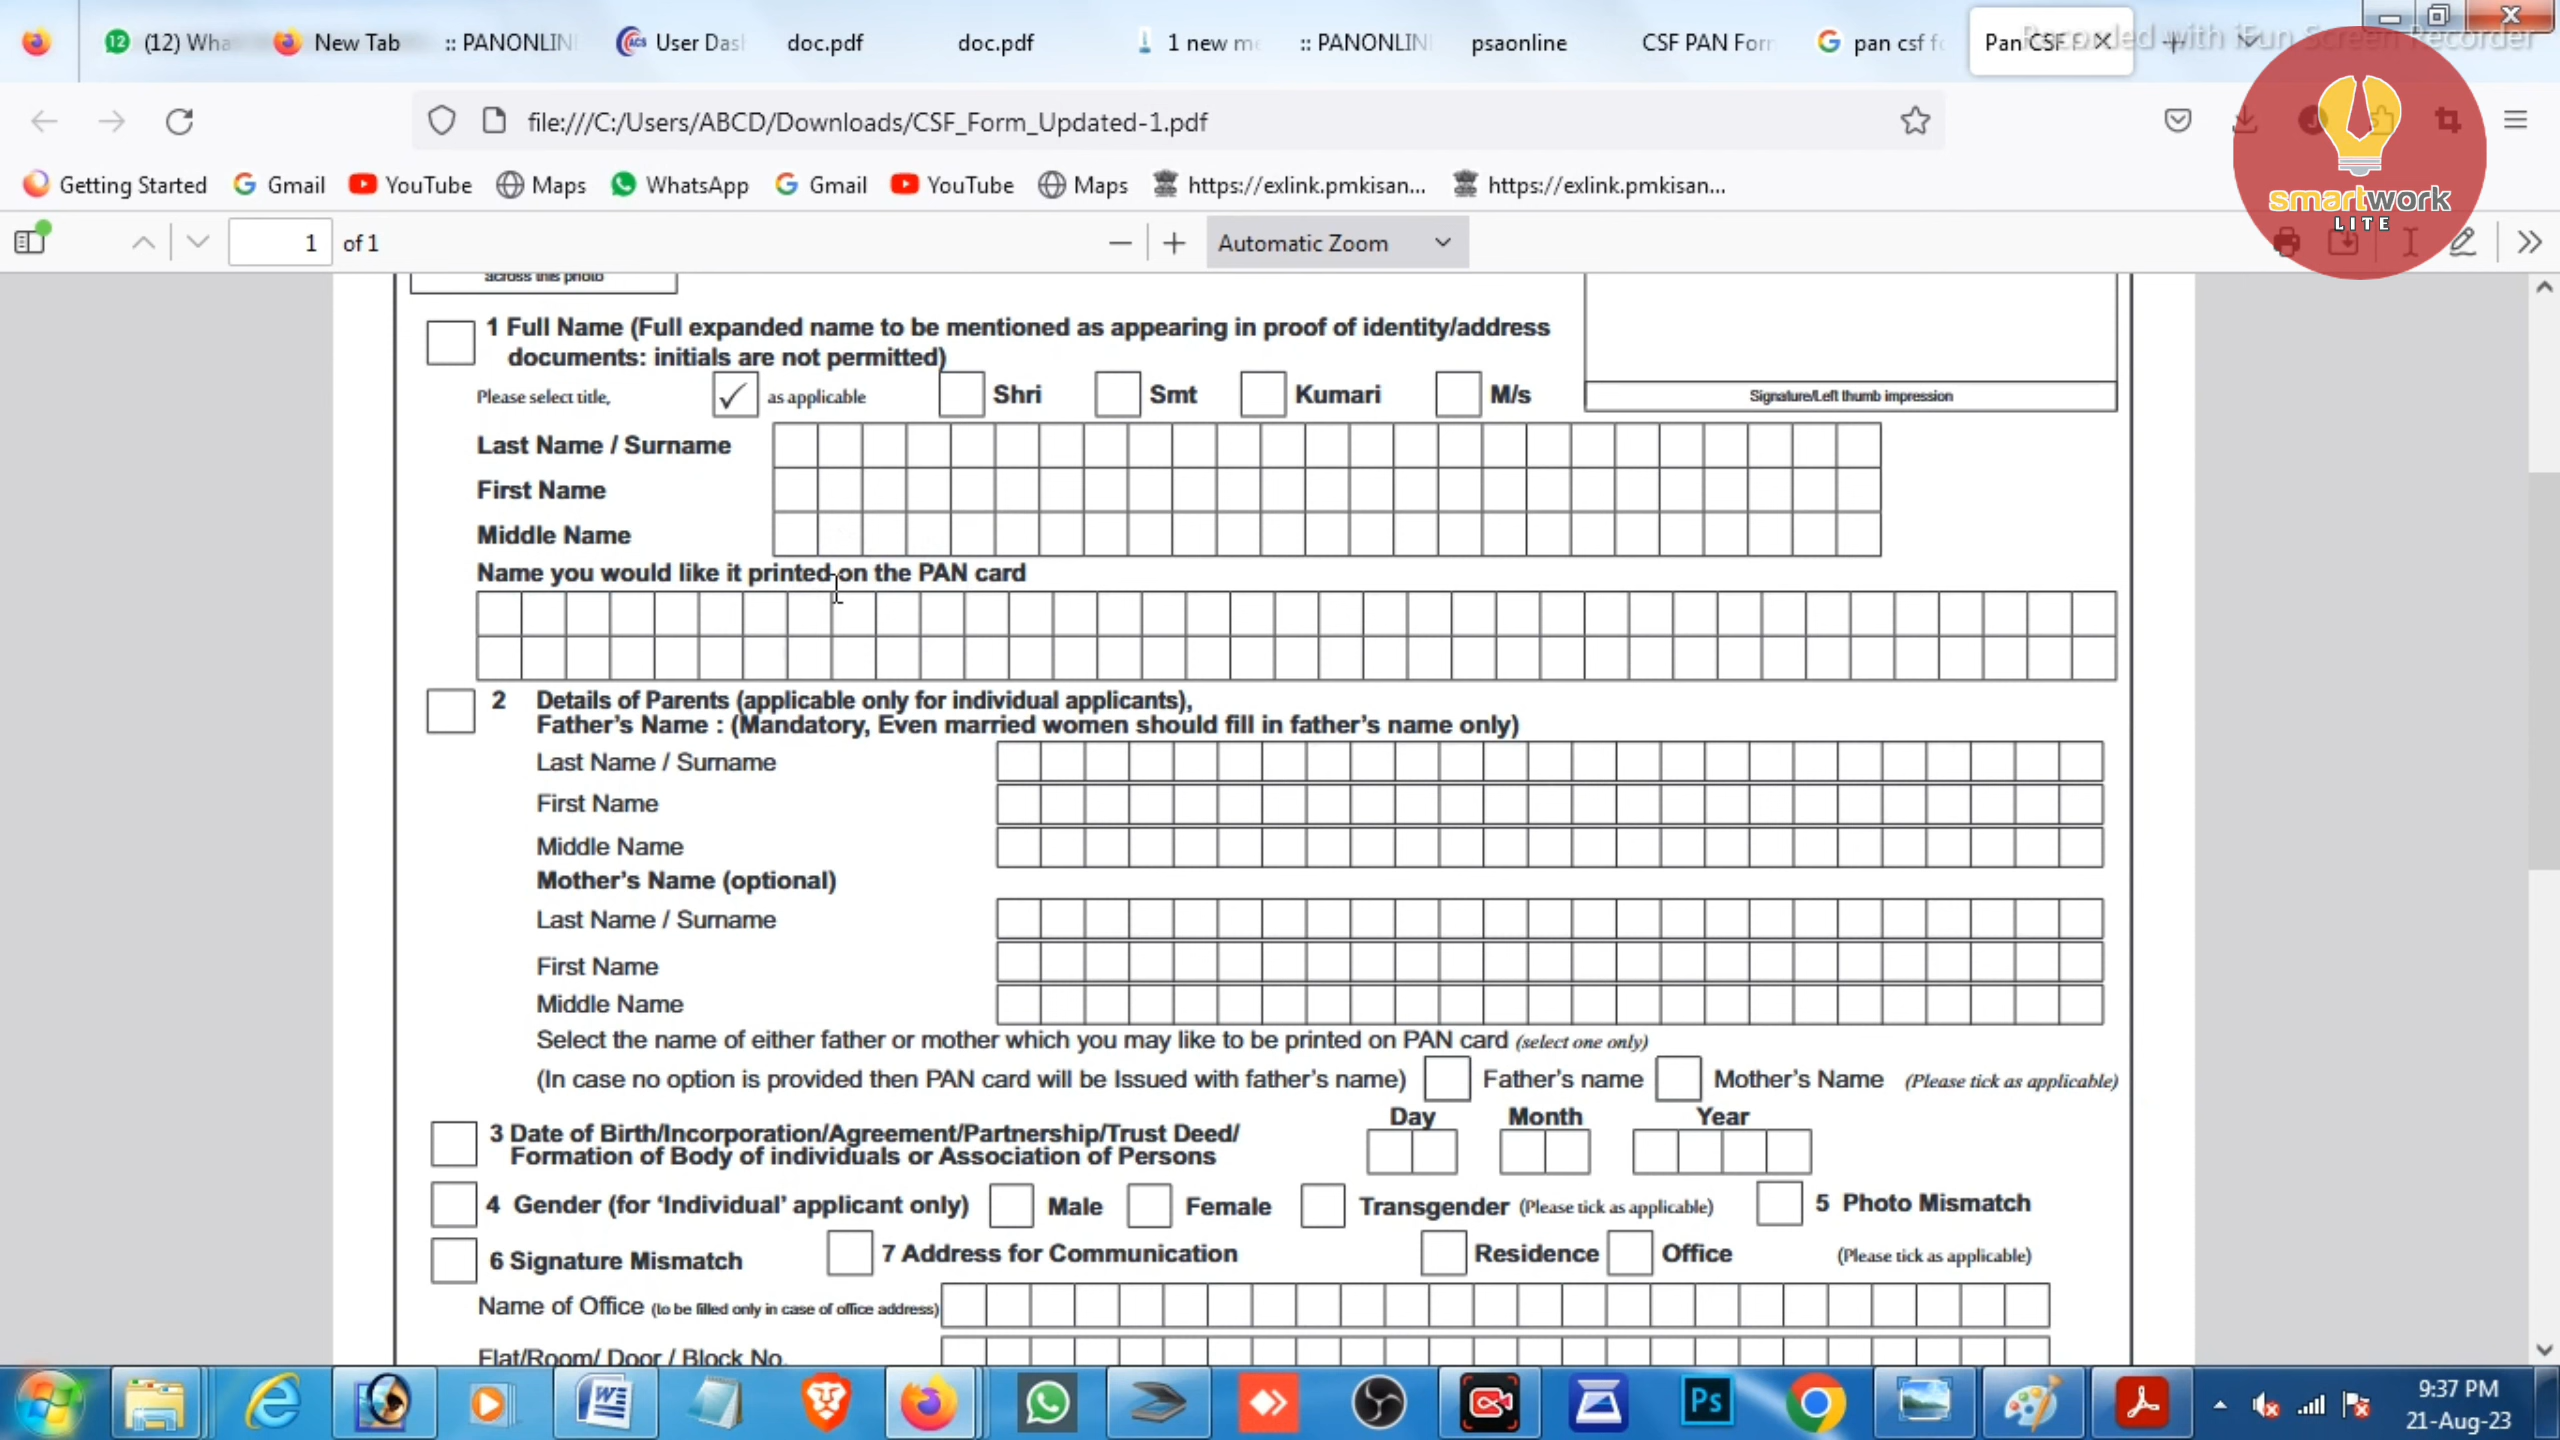 (12) Wha
New Tab
:: PANONLIN
ACS
User Das
doc.pdf
doc.pdf
1 new me
:: PANONLIN
psaonline
CSF PAN For
pan csf f
Pan CSF
Recorded with iFun Screen Recorder
file:///C:/Users/ABCD/Downloads/CSF_Form_Updated-1.pdf
Getting Started
Gmail
YouTube
Maps
WhatsApp
Gmail
YouTube
Maps
https://exlink.pmkisan...
https://exlink.pmkisan...
smartwork
LITE
1 of 1
Automatic Zoom
across this photo
1 Full Name (Full expanded name to be mentioned as appearing in proof of identity/address
documents: initials are not permitted)
Please select title, as applicable Shri Smt Kumari M/s
Signature/Left thumb impression
Last Name / Surname
First Name
Middle Name
Name you would like it printed on the PAN card
2 Details of Parents (applicable only for individual applicants),
Father's Name : (Mandatory, Even married women should fill in father's name only)
Last Name / Surname
First Name
Middle Name
Mother's Name (optional)
Last Name / Surname
First Name
Middle Name
Select the name of either father or mother which you may like to be printed on PAN card (select one only)
(In case no option is provided then PAN card will be Issued with father's name) Father's name Mother's Name (Please tick as applicable)
Day Month Year
3 Date of Birth/Incorporation/Agreement/Partnership/Trust Deed/
Formation of Body of individuals or Association of Persons
4 Gender (for 'Individual' applicant only) Male Female Transgender (Please tick as applicable) 5 Photo Mismatch
6 Signature Mismatch 7 Address for Communication Residence Office (Please tick as applicable)
Name of Office (to be filled only in case of office address)
Flat/Room/ Door / Block No.
Ps
9:37 PM
21-Aug-23